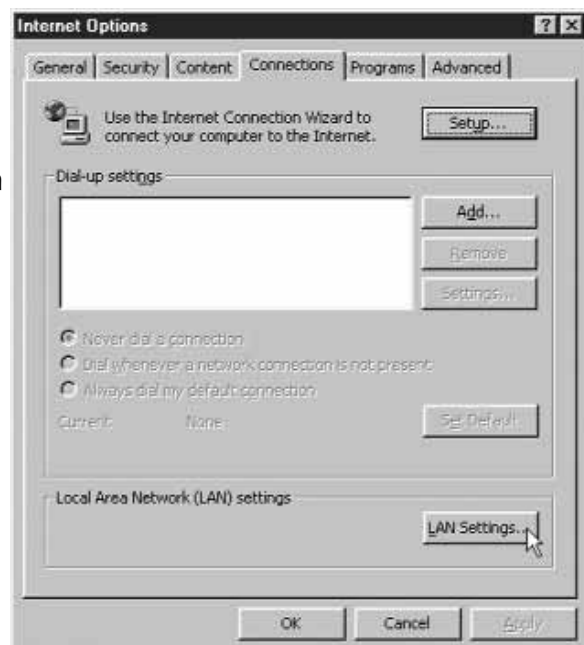 Internet Options
General Security Content Connections Programs Advanced
Use the Internet Connection Wizard to
connect your computer to the Internet.
Setup...
Dial-up settings
Add...
Remove
Settings...
Never dial a connection
Dial whenever a network connection is not present
Always dial my default connection
Current: None
Set Default
Local Area Network (LAN) settings
LAN Settings...
OK Cancel Apply